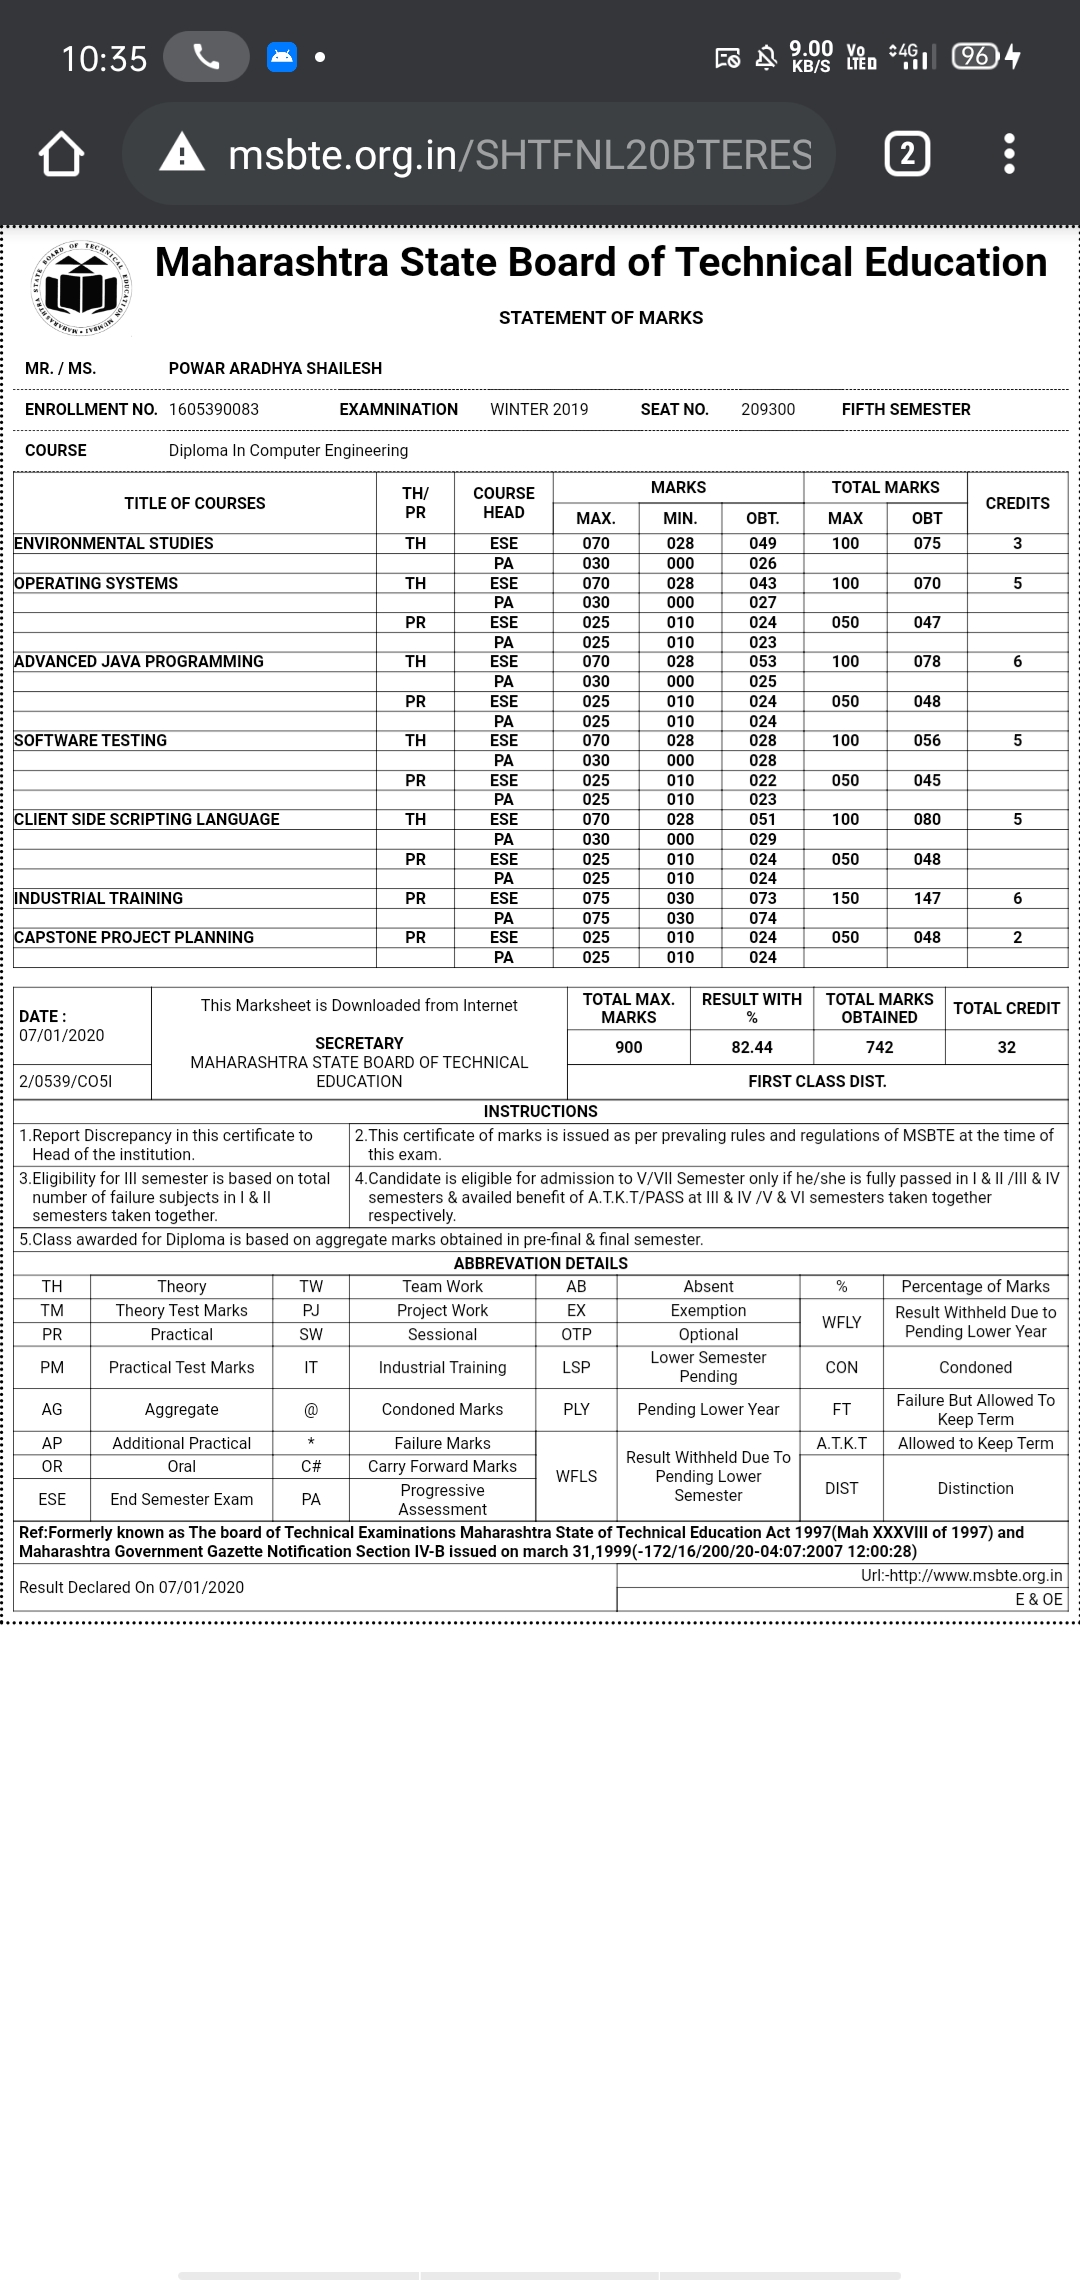 10:35
9.00 KB/S Vo LTE D 4G 96
msbte.org.in/SHTFNL20BTERES
2
Maharashtra State Board of Technical Education
STATEMENT OF MARKS
MR. / MS. POWAR ARADHYA SHAILESH
ENROLLMENT NO. 1605390083 EXAMNINATION WINTER 2019 SEAT NO. 209300 FIFTH SEMESTER
COURSE Diploma In Computer Engineering
TITLE OF COURSES TH/ PR COURSE HEAD MARKS TOTAL MARKS CREDITS
MAX. MIN. OBT. MAX OBT
ENVIRONMENTAL STUDIES TH ESE 070 028 049 100 075 3
PA 030 000 026
OPERATING SYSTEMS TH ESE 070 028 043 100 070 5
PA 030 000 027
PR ESE 025 010 024 050 047
PA 025 010 023
ADVANCED JAVA PROGRAMMING TH ESE 070 028 053 100 078 6
PA 030 000 025
PR ESE 025 010 024 050 048
PA 025 010 024
SOFTWARE TESTING TH ESE 070 028 028 100 056 5
PA 030 000 028
PR ESE 025 010 022 050 045
PA 025 010 023
CLIENT SIDE SCRIPTING LANGUAGE TH ESE 070 028 051 100 080 5
PA 030 000 029
PR ESE 025 010 024 050 048
PA 025 010 024
INDUSTRIAL TRAINING PR ESE 075 030 073 150 147 6
PA 075 030 074
CAPSTONE PROJECT PLANNING PR ESE 025 010 024 050 048 2
PA 025 010 024
DATE :
07/01/2020
2/0539/CO5I
This Marksheet is Downloaded from Internet
SECRETARY
MAHARASHTRA STATE BOARD OF TECHNICAL
EDUCATION
TOTAL MAX. MARKS RESULT WITH % TOTAL MARKS OBTAINED TOTAL CREDIT
900 82.44 742 32
FIRST CLASS DIST.
INSTRUCTIONS
1.Report Discrepancy in this certificate to
Head of the institution.
2.This certificate of marks is issued as per prevaling rules and regulations of MSBTE at the time of
this exam.
3.Eligibility for III semester is based on total
number of failure subjects in I & II
semesters taken together.
4.Candidate is eligible for admission to V/VII Semester only if he/she is fully passed in I & II /III & IV
semesters & availed benefit of A.T.K.T/PASS at III & IV /V & VI semesters taken together
respectively.
5.Class awarded for Diploma is based on aggregate marks obtained in pre-final & final semester.
ABBREVATION DETAILS
TH Theory TW Team Work AB Absent % Percentage of Marks
TM Theory Test Marks PJ Project Work EX Exemption WFLY Result Withheld Due to Pending Lower Year
PR Practical SW Sessional OTP Optional
PM Practical Test Marks IT Industrial Training LSP Lower Semester Pending CON Condoned
AG Aggregate @ Condoned Marks PLY Pending Lower Year FT Failure But Allowed To Keep Term
AP Additional Practical * Failure Marks WFLS Result Withheld Due To Pending Lower Semester A.T.K.T Allowed to Keep Term
OR Oral C# Carry Forward Marks DIST Distinction
ESE End Semester Exam PA Progressive Assessment
Ref:Formerly known as The board of Technical Examinations Maharashtra State of Technical Education Act 1997(Mah XXXVIII of 1997) and
Maharashtra Government Gazette Notification Section IV-B issued on march 31,1999(-172/16/200/20-04:07:2007 12:00:28)
Result Declared On 07/01/2020
Url:-http://www.msbte.org.in
E & OE